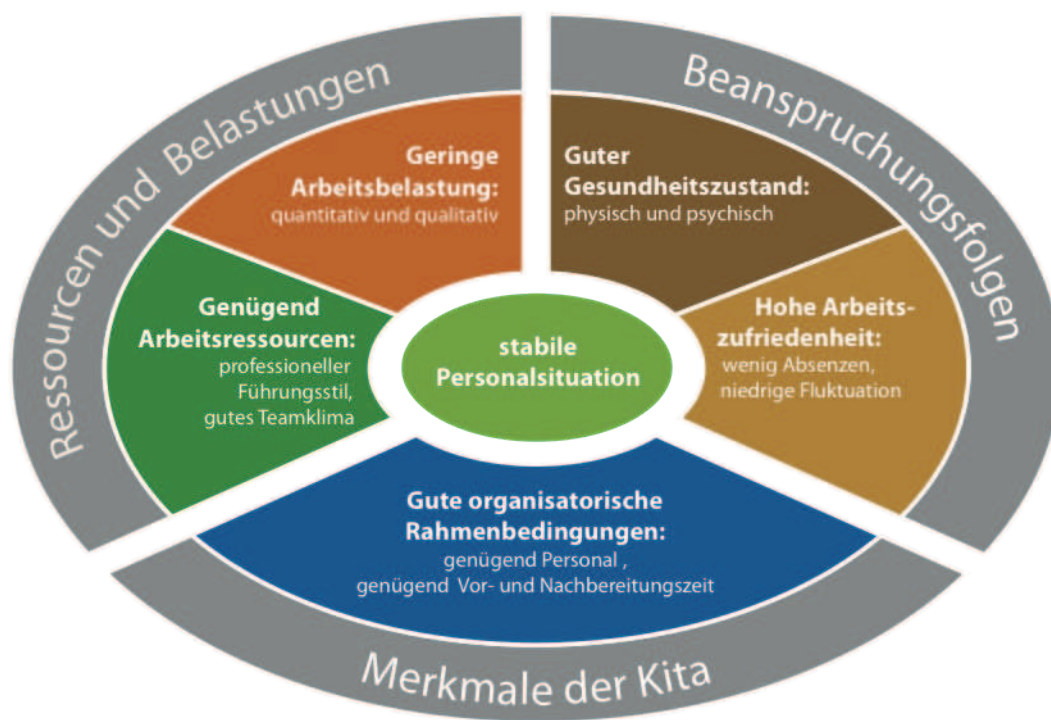 Ressourcen und Belastungen
Beanspruchungsfolgen
Geringe
Arbeitsbelastung:
quantitativ und qualitativ
Guter
Gesundheitszustand:
physisch und psychisch
Genügend
Arbeitsressourcen:
professioneller
Führungsstil,
gutes Teamklima
stabile
Personalsituation
Hohe Arbeits-
zufriedenheit:
wenig Absenzen,
niedrige Fluktuation
Gute organisatorische
Rahmenbedingungen:
genügend Personal ,
genügend Vor- und Nachbereitungszeit
Merkmale der Kita